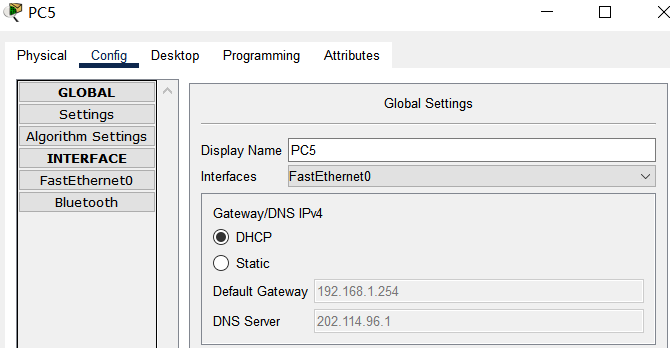 PC5
Physical Config Desktop Programming Attributes
GLOBAL
Settings
Algorithm Settings
INTERFACE
FastEthernet0
Bluetooth
Global Settings
Display Name PC5
Interfaces FastEthernet0
Gateway/DNS IPv4
DHCP
Static
Default Gateway 192.168.1.254
DNS Server 202.114.96.1